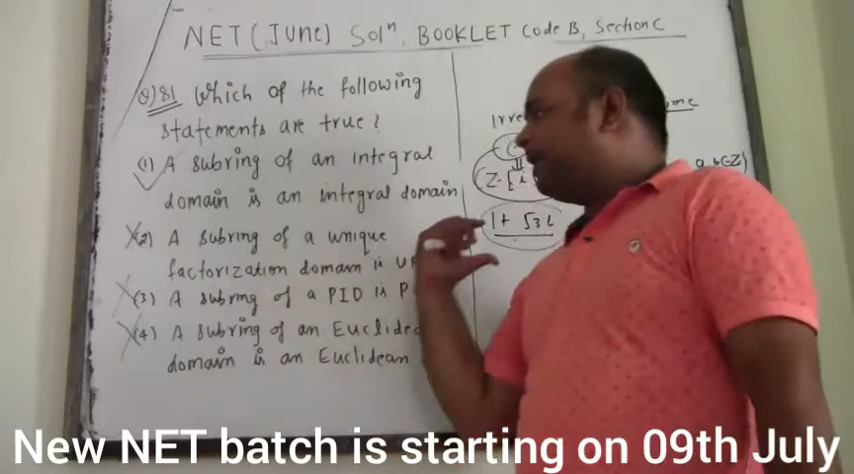 NET (June) Solⁿ. BOOKLET Code B, Section C
Q)81 Which of the following
statements are true?
(1) A subring of an integral
domain is an integral domain
(2) A subring of a unique
factorization domain is
(3) A subring of a PID is
(4) A subring of an
domain is an Euclidean
a, b ∈ Z}
1+ √3 i
New NET batch is starting on 09th July